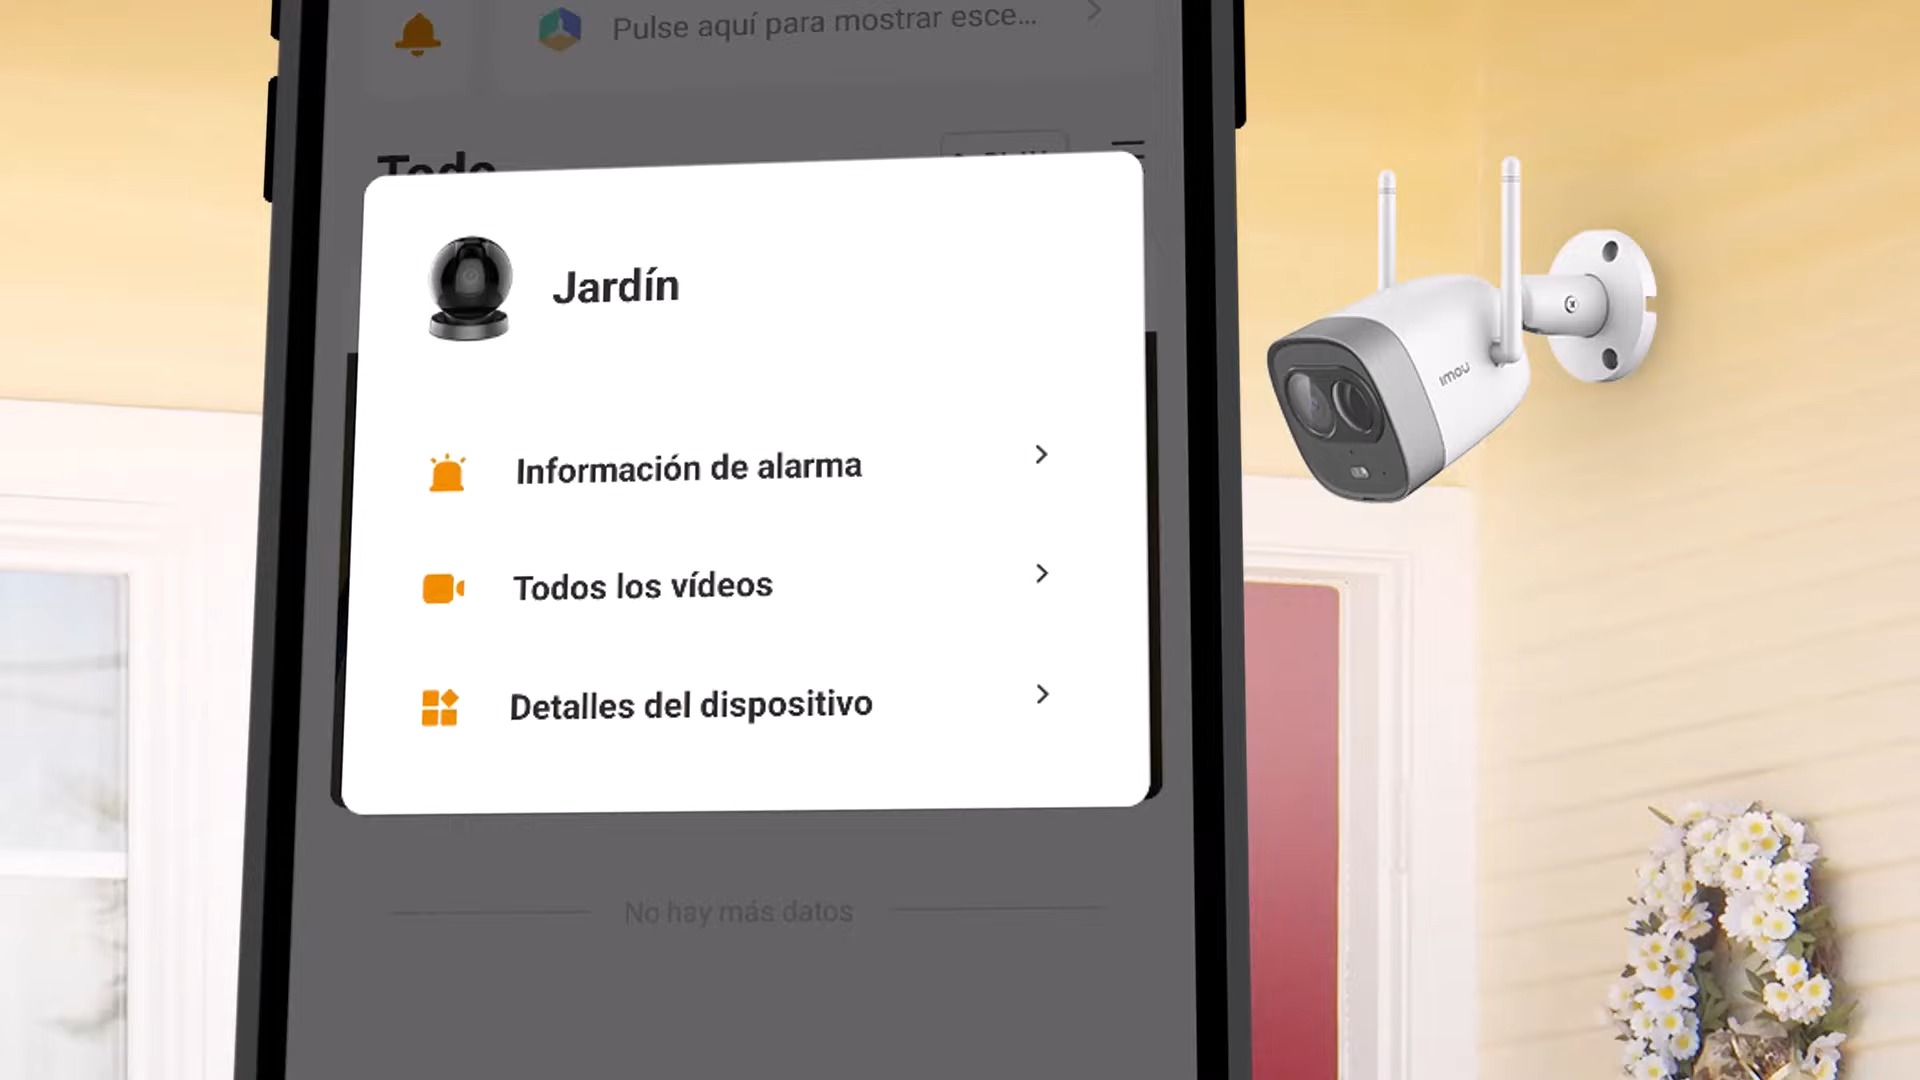 Pulse aquí para mostrar esce...
Todo
Jardín
Información de alarma
Todos los vídeos
Detalles del dispositivo
No hay más datos
imou